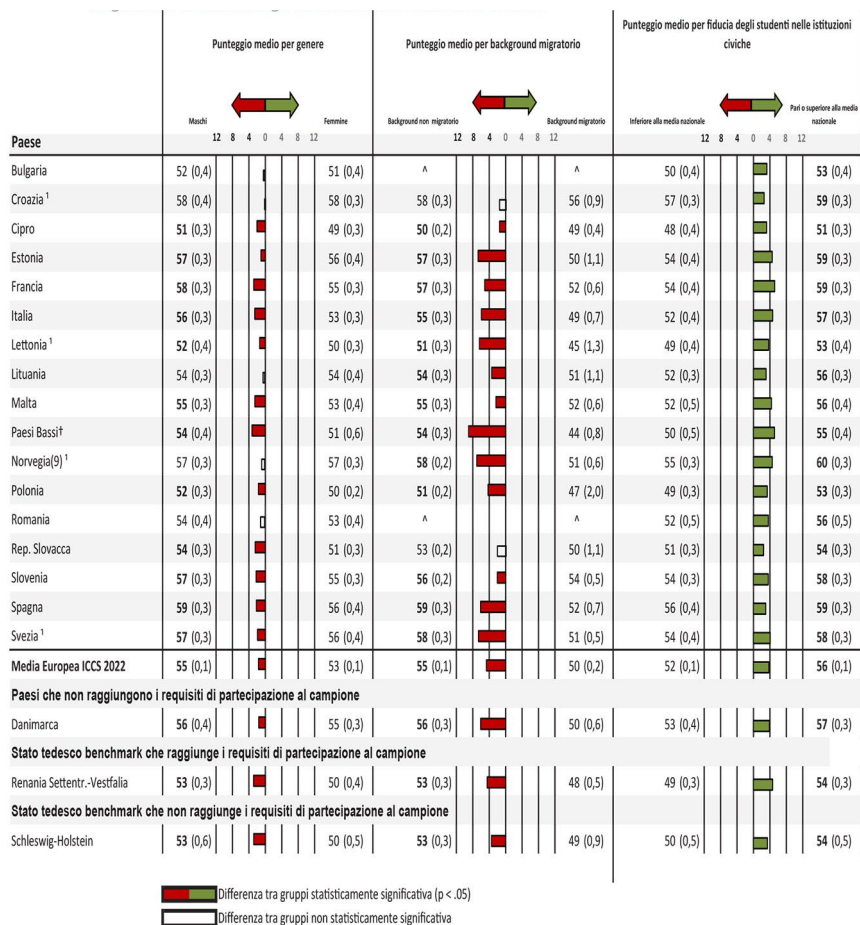 Punteggio medio per genere Punteggio medio per background migratorio Punteggio medio per fiducia degli studenti nelle istituzioni civiche
Maschi Femmine Background non migratorio Background migratorio Inferiore alla media nazionale Pari o superiore alla media nazionale
Paese 12 8 4 0 4 8 12 12 8 4 0 4 8 12 12 8 4 0 4 8 12
Bulgaria 52 (0,4) 51 (0,4) ^ ^ 50 (0,4) 53 (0,4)
Croazia ¹ 58 (0,4) 58 (0,3) 58 (0,3) 56 (0,9) 57 (0,3) 59 (0,3)
Cipro 51 (0,3) 49 (0,3) 50 (0,2) 49 (0,4) 48 (0,4) 51 (0,3)
Estonia 57 (0,3) 56 (0,4) 57 (0,3) 50 (1,1) 54 (0,4) 59 (0,3)
Francia 58 (0,3) 55 (0,3) 57 (0,3) 52 (0,6) 54 (0,4) 59 (0,3)
Italia 56 (0,3) 53 (0,3) 55 (0,3) 49 (0,7) 52 (0,4) 57 (0,3)
Lettonia ¹ 52 (0,4) 50 (0,3) 51 (0,3) 45 (1,3) 49 (0,4) 53 (0,4)
Lituania 54 (0,3) 54 (0,4) 54 (0,3) 51 (1,1) 52 (0,3) 56 (0,3)
Malta 55 (0,3) 53 (0,4) 55 (0,3) 52 (0,6) 52 (0,5) 56 (0,4)
Paesi Bassi† 54 (0,4) 51 (0,6) 54 (0,3) 44 (0,8) 50 (0,5) 55 (0,4)
Norvegia(9) ¹ 57 (0,3) 57 (0,3) 58 (0,2) 51 (0,6) 55 (0,3) 60 (0,3)
Polonia 52 (0,3) 50 (0,2) 51 (0,2) 47 (2,0) 49 (0,3) 53 (0,3)
Romania 54 (0,4) 53 (0,4) ^ ^ 52 (0,5) 56 (0,5)
Rep. Slovacca 54 (0,3) 51 (0,3) 53 (0,2) 50 (1,1) 51 (0,3) 54 (0,3)
Slovenia 57 (0,3) 55 (0,3) 56 (0,2) 54 (0,5) 54 (0,3) 58 (0,3)
Spagna 59 (0,3) 56 (0,4) 59 (0,3) 52 (0,7) 56 (0,4) 59 (0,3)
Svezia ¹ 57 (0,3) 56 (0,4) 58 (0,3) 51 (0,5) 54 (0,4) 58 (0,3)
Media Europea ICCS 2022 55 (0,1) 53 (0,1) 55 (0,1) 50 (0,2) 52 (0,1) 56 (0,1)
Paesi che non raggiungono i requisiti di partecipazione al campione
Danimarca 56 (0,4) 55 (0,3) 56 (0,3) 50 (0,6) 53 (0,4) 57 (0,3)
Stato tedesco benchmark che raggiunge i requisiti di partecipazione al campione
Renania Settentr.-Vestfalia 53 (0,3) 50 (0,4) 53 (0,3) 48 (0,5) 49 (0,3) 54 (0,3)
Stato tedesco benchmark che non raggiunge i requisiti di partecipazione al campione
Schleswig-Holstein 53 (0,6) 50 (0,5) 53 (0,3) 49 (0,9) 50 (0,5) 54 (0,5)
Differenza tra gruppi statisticamente significativa (p < .05)
Differenza tra gruppi non statisticamente significativa